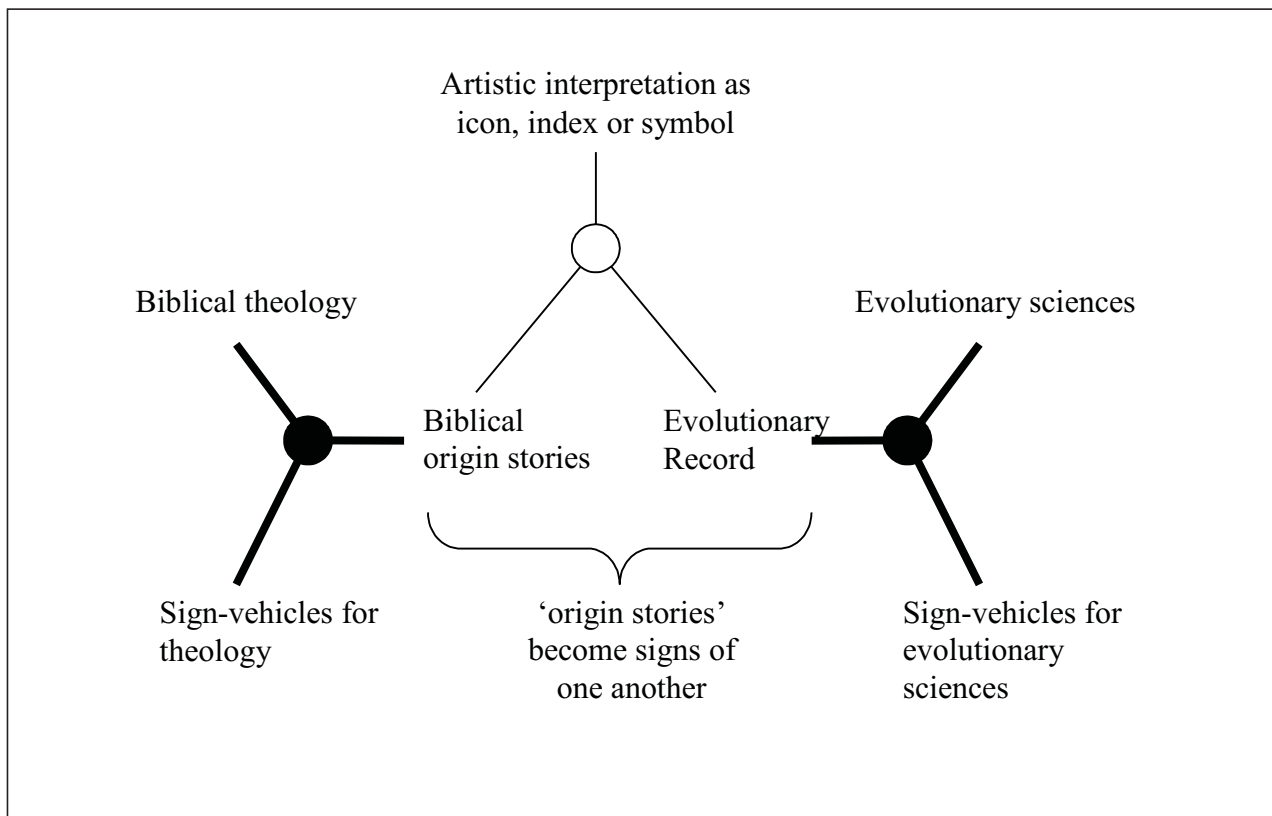 Artistic interpretation as
icon, index or symbol
Biblical theology
Evolutionary sciences
Biblical
origin stories
Evolutionary
Record
Sign-vehicles for
theology
‘origin stories’
become signs of
one another
Sign-vehicles for
evolutionary
sciences